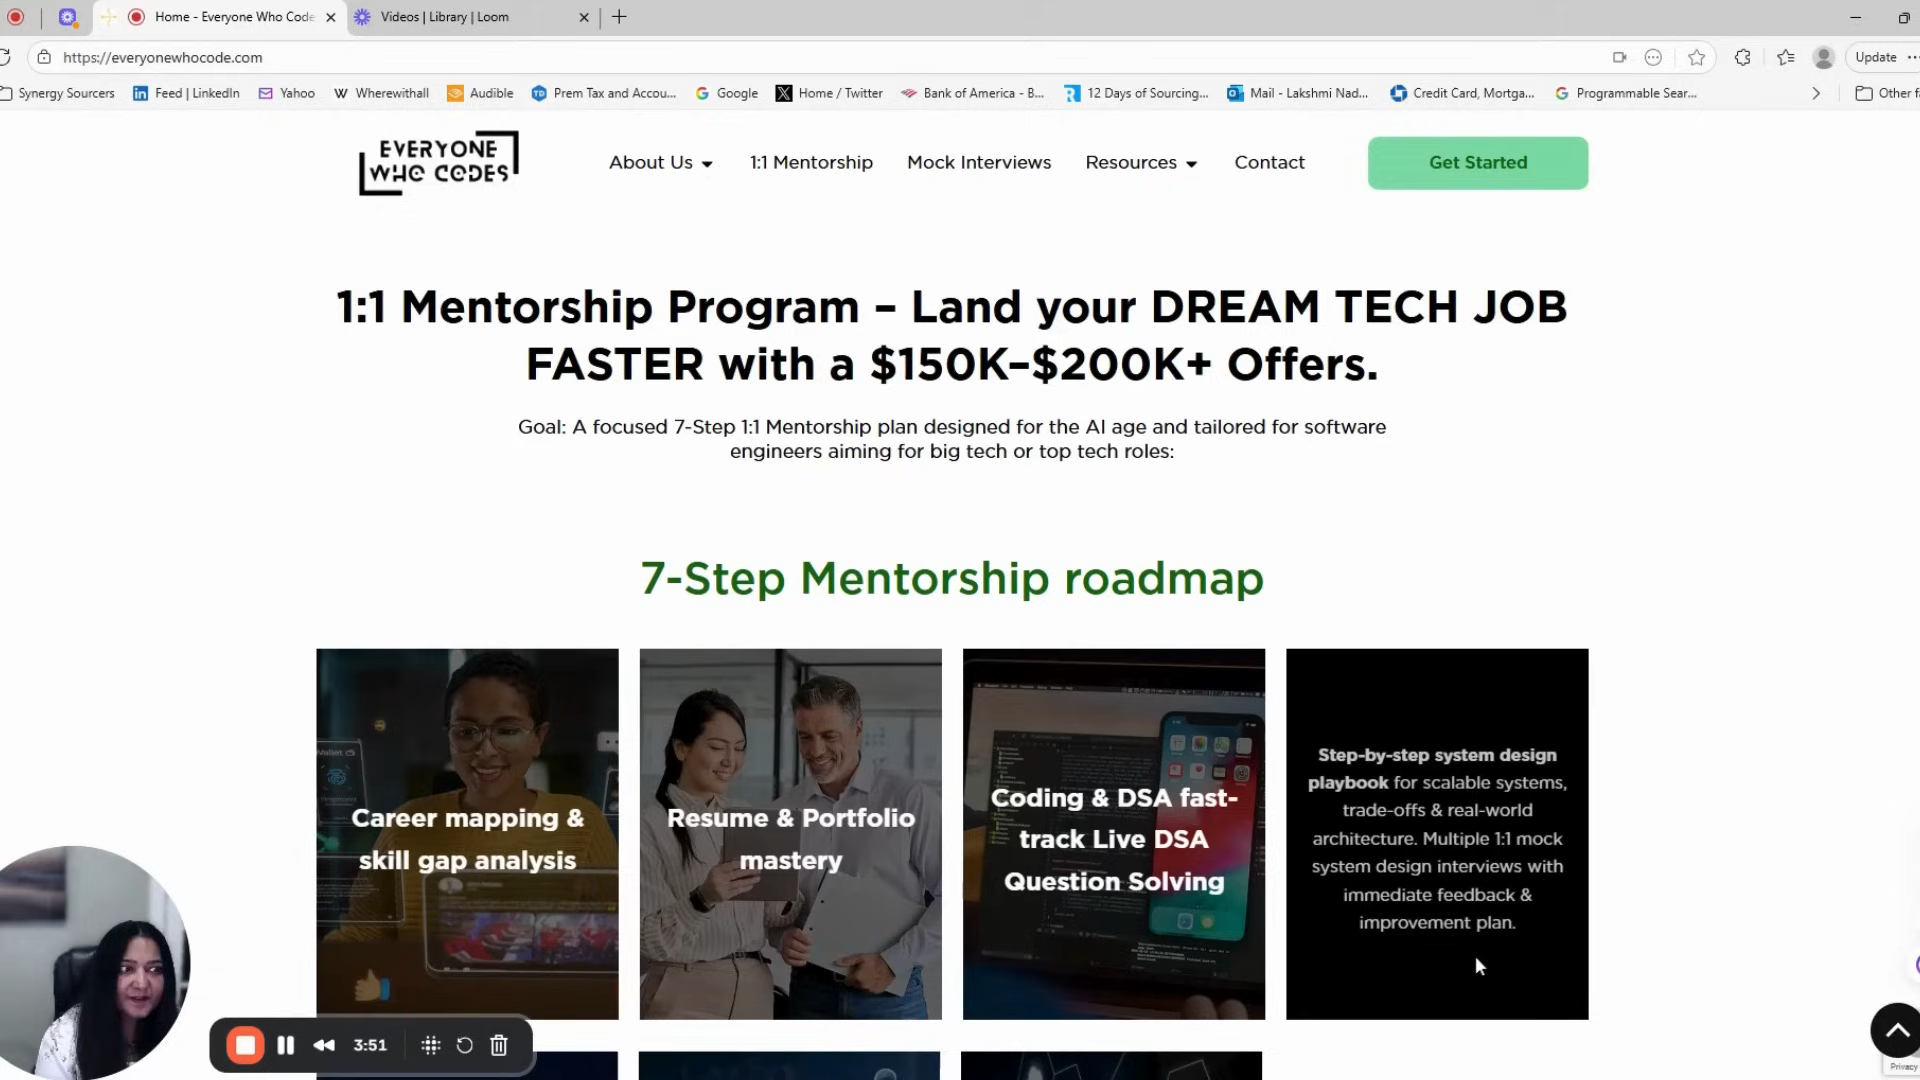 Home - Everyone Who Code
Videos | Library | Loom
https://everyonewhocode.com
Update
Synergy Sourcers
Feed | LinkedIn
Yahoo
Wherewithall
Audible
Prem Tax and Accou...
Google
Home / Twitter
Bank of America - B...
12 Days of Sourcing...
Mail - Lakshmi Nad...
Credit Card, Mortga...
Programmable Sear...
Other fa
EVERYONE
WHO CODES
About Us
1:1 Mentorship
Mock Interviews
Resources
Contact
Get Started
1:1 Mentorship Program – Land your DREAM TECH JOB
FASTER with a $150K–$200K+ Offers.
Goal: A focused 7-Step 1:1 Mentorship plan designed for the AI age and tailored for software
engineers aiming for big tech or top tech roles:
7-Step Mentorship roadmap
Career mapping &
skill gap analysis
Resume & Portfolio
mastery
Coding & DSA fast-
track Live DSA
Question Solving
Step-by-step system design
playbook for scalable systems,
trade-offs & real-world
architecture. Multiple 1:1 mock
system design interviews with
immediate feedback &
improvement plan.
3:51
Privacy